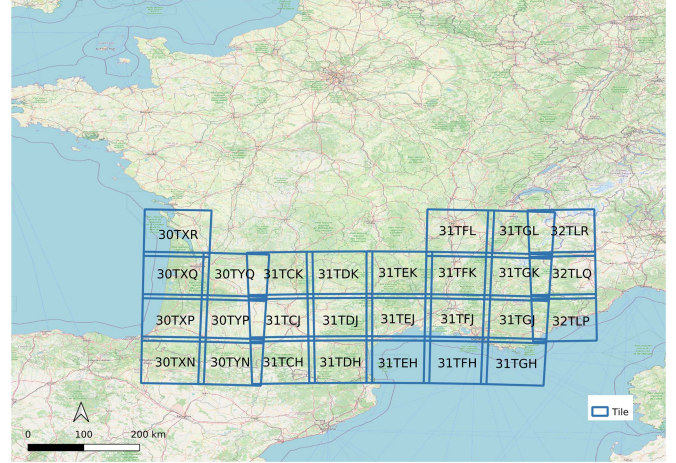 30TXR
31TFL
31TGL
32TLR
30TXQ
30TYQ
31TCK
31TDK
31TEK
31TFK
31TGK
32TLQ
30TXP
30TYP
31TCJ
31TDJ
31TEJ
31TFJ
31TGJ
32TLP
30TXN
30TYN
31TCH
31TDH
31TEH
31TFH
31TGH
Tile
0 100 200 km